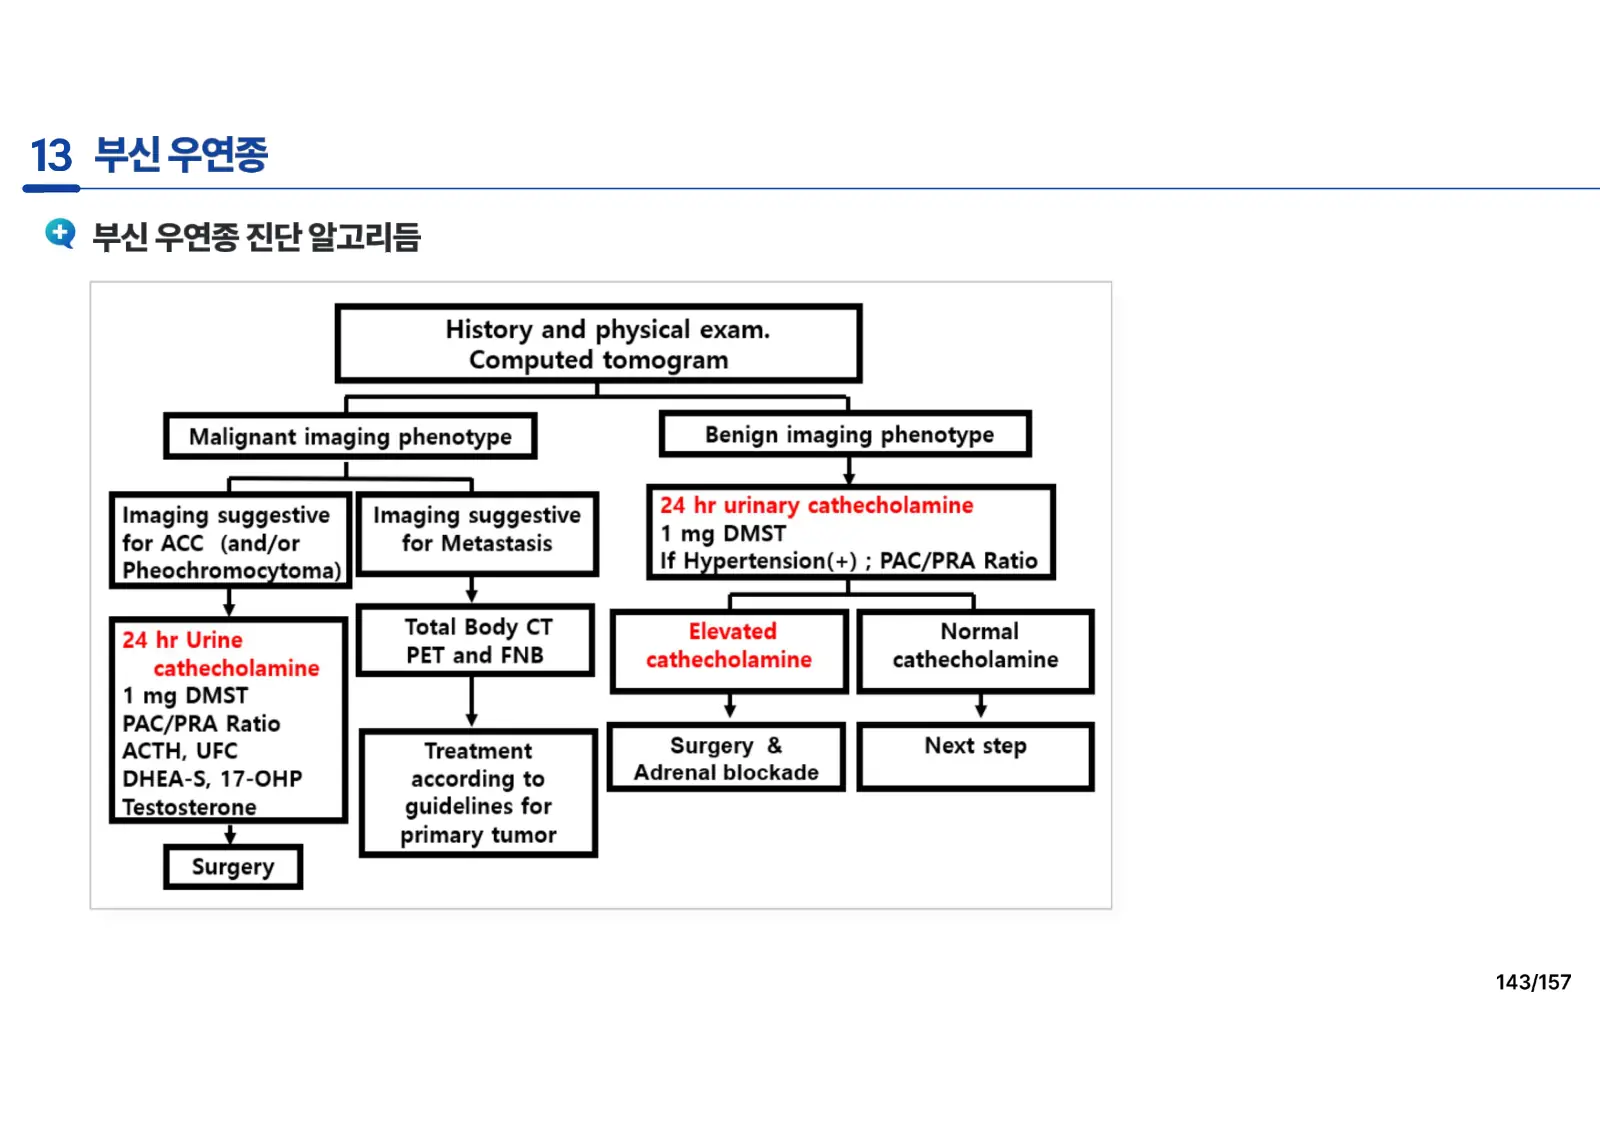 13 부신 우연종
부신 우연종 진단 알고리듬
History and physical exam.
Computed tomogram
Malignant imaging phenotype
Benign imaging phenotype
Imaging suggestive
for ACC (and/or
Pheochromocytoma)
Imaging suggestive
for Metastasis
24 hr urinary cathecholamine
1 mg DMST
If Hypertension(+) ; PAC/PRA Ratio
24 hr Urine
cathecholamine
1 mg DMST
PAC/PRA Ratio
ACTH, UFC
DHEA-S, 17-OHP
Testosterone
Total Body CT
PET and FNB
Elevated
cathecholamine
Normal
cathecholamine
Treatment
according to
guidelines for
primary tumor
Surgery &
Adrenal blockade
Next step
Surgery
143/157